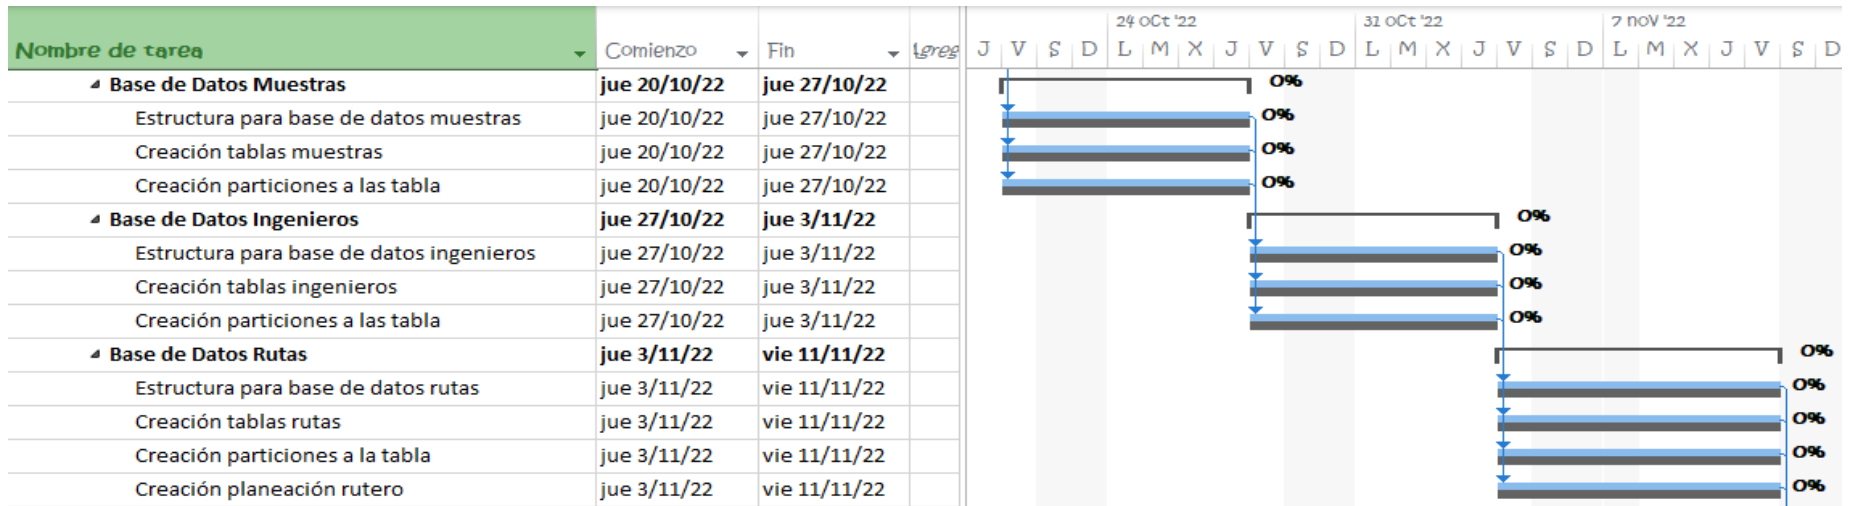 24 Oct '22 31 Oct '22 7 nov '22
Nombre de tarea Comienzo Fin Agreg J V S D L M X J V S D L M X J V S D L M X J V S D
Base de Datos Muestras jue 20/10/22 jue 27/10/22 0%
Estructura para base de datos muestras jue 20/10/22 jue 27/10/22 0%
Creación tablas muestras jue 20/10/22 jue 27/10/22 0%
Creación particiones a las tabla jue 20/10/22 jue 27/10/22 0%
Base de Datos Ingenieros jue 27/10/22 jue 3/11/22 0%
Estructura para base de datos ingenieros jue 27/10/22 jue 3/11/22 0%
Creación tablas ingenieros jue 27/10/22 jue 3/11/22 0%
Creación particiones a las tabla jue 27/10/22 jue 3/11/22 0%
Base de Datos Rutas jue 3/11/22 vie 11/11/22 0%
Estructura para base de datos rutas jue 3/11/22 vie 11/11/22 0%
Creación tablas rutas jue 3/11/22 vie 11/11/22 0%
Creación particiones a la tabla jue 3/11/22 vie 11/11/22 0%
Creación planeación rutero jue 3/11/22 vie 11/11/22 0%